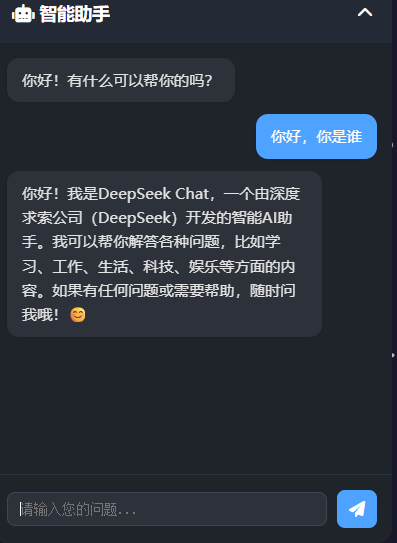 智能助手
你好！有什么可以帮你的吗？
你好，你是谁
你好！我是DeepSeek Chat，一个由深度
求索公司（DeepSeek）开发的智能AI助
手。我可以帮你解答各种问题，比如学
习、工作、生活、科技、娱乐等方面的内
容。如果有任何问题或需要帮助，随时问
我哦！😊
请输入您的问题...